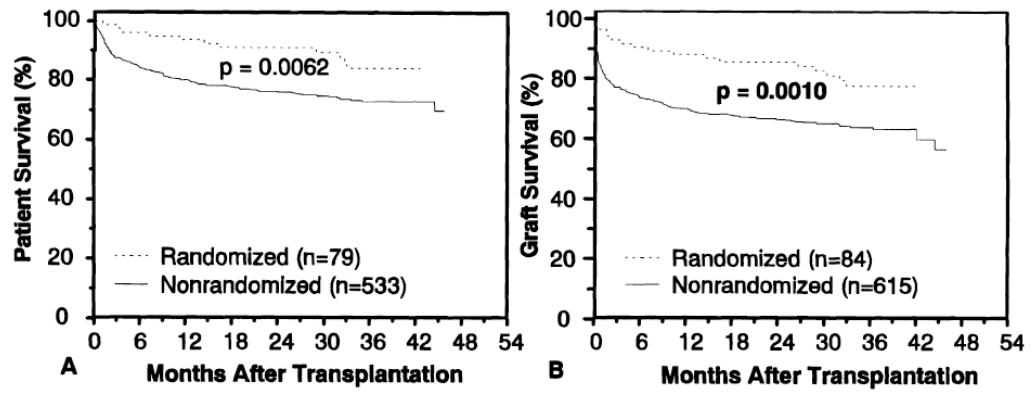 100
80
60
40
20
0
Patient Survival (%)
p = 0.0062
Randomized (n=79)
Nonrandomized (n=533)
0 6 12 18 24 30 36 42 48 54
A
Months After Transplantation
100
80
60
40
20
0
Graft Survival (%)
p = 0.0010
Randomized (n=84)
Nonrandomized (n=615)
0 6 12 18 24 30 36 42 48 54
B
Months After Transplantation